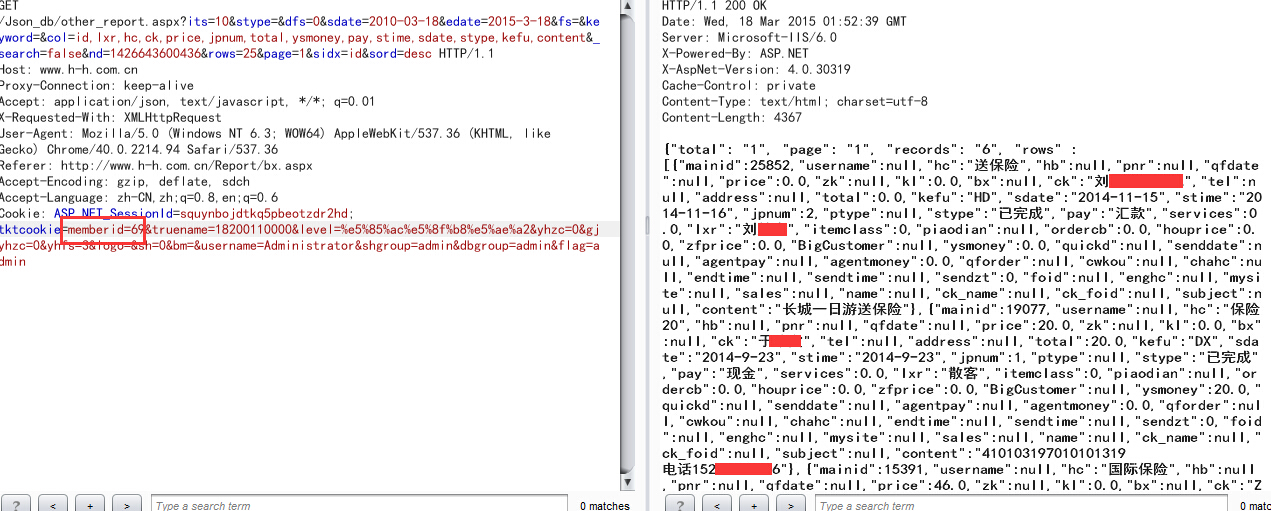 GET
/Json_db/other_report.aspx?its=10&stype=&dfs=0&sdate=2010-03-18&edate=2015-3-18&fs=&ke
yword=&col=id,lxr,hc,ck,price,jpnum,total,ysmoney,pay,stime,sdate,stype,kefu,content&_
search=false&nd=1426643600436&rows=25&page=1&sidx=id&sord=desc HTTP/1.1
Host: www.h-h.com.cn
Proxy-Connection: keep-alive
Accept: application/json, text/javascript, */*; q=0.01
X-Requested-With: XMLHttpRequest
User-Agent: Mozilla/5.0 (Windows NT 6.3; WOW64) AppleWebKit/537.36 (KHTML, like
Gecko) Chrome/40.0.2214.94 Safari/537.36
Referer: http://www.h-h.com.cn/Report/bx.aspx
Accept-Encoding: gzip, deflate, sdch
Accept-Language: zh-CN,zh;q=0.8,en;q=0.6
Cookie: ASP.NET_SessionId=squynbojdtkq5pbeotzdr2hd;
tktcookie=memberid=69&truename=18200110000&level=%e5%85%ac%e5%8f%b8%e5%ae%a2&yhzc=0&gj
yhzc=0&yhfs=3&logo=&sh=0&bm=&username=Administrator&shgroup=admin&dbgroup=admin&flag=a
dmin
? < + > Type a search term 0 matches
HTTP/1.1 200 OK
Date: Wed, 18 Mar 2015 01:52:39 GMT
Server: Microsoft-IIS/6.0
X-Powered-By: ASP.NET
X-AspNet-Version: 4.0.30319
Cache-Control: private
Content-Type: text/html; charset=utf-8
Content-Length: 4367
{"total": "1", "page": "1", "records": "6", "rows" :
[{"mainid":25852,"username":null,"hc":"送保险","hb":null,"pnr":null,"qfdate
":null,"price":0.0,"zk":null,"kl":0.0,"bx":null,"ck":"刘","tel":n
ull,"address":null,"total":0.0,"kefu":"HD","sdate":"2014-11-15","stime":"
2014-11-16","jpnum":2,"ptype":null,"stype":"已完成","pay":"汇款","services":0
.0,"lxr":"刘","itemclass":0,"piaodian":null,"ordercb":0.0,"houprice":0.
0,"zfprice":0.0,"BigCustomer":null,"ysmoney":0.0,"quickd":null,"senddate"
:null,"agentpay":null,"agentmoney":0.0,"qforder":null,"cwkou":null,"chahc
":null,"endtime":null,"sendtime":null,"sendzt":0,"foid":null,"enghc":null
,"mysite":null,"sales":null,"name":null,"ck_name":null,"ck_foid":null,"subject":n
ull,"content":"长城一日游送保险"},{"mainid":19077,"username":null,"hc":"保险
20","hb":null,"pnr":null,"qfdate":null,"price":20.0,"zk":null,"kl":0.0,"bx
":null,"ck":"于","tel":null,"address":null,"total":20.0,"kefu":"DX","sda
te":"2014-9-23","stime":"2014-9-23","jpnum":1,"ptype":null,"stype":"已完成"
,"pay":"现金","services":0.0,"lxr":"散客","itemclass":0,"piaodian":null,"or
dercb":0.0,"houprice":0.0,"zfprice":0.0,"BigCustomer":null,"ysmoney":20.0,
"quickd":null,"senddate":null,"agentpay":null,"agentmoney":0.0,"qforder":nul
l,"cwkou":null,"chahc":null,"endtime":null,"sendtime":null,"sendzt":0,"foid
":null,"enghc":null,"mysite":null,"sales":null,"name":null,"ck_name":null,"
ck_foid":null,"subject":null,"content":"410103197010101319
电话152 6"},{"mainid":15391,"username":null,"hc":"国际保险","hb":null
,"pnr":null,"qfdate":null,"price":46.0,"zk":null,"kl":0.0,"bx":null,"ck":"Z
? < + > Type a search term 0 matc